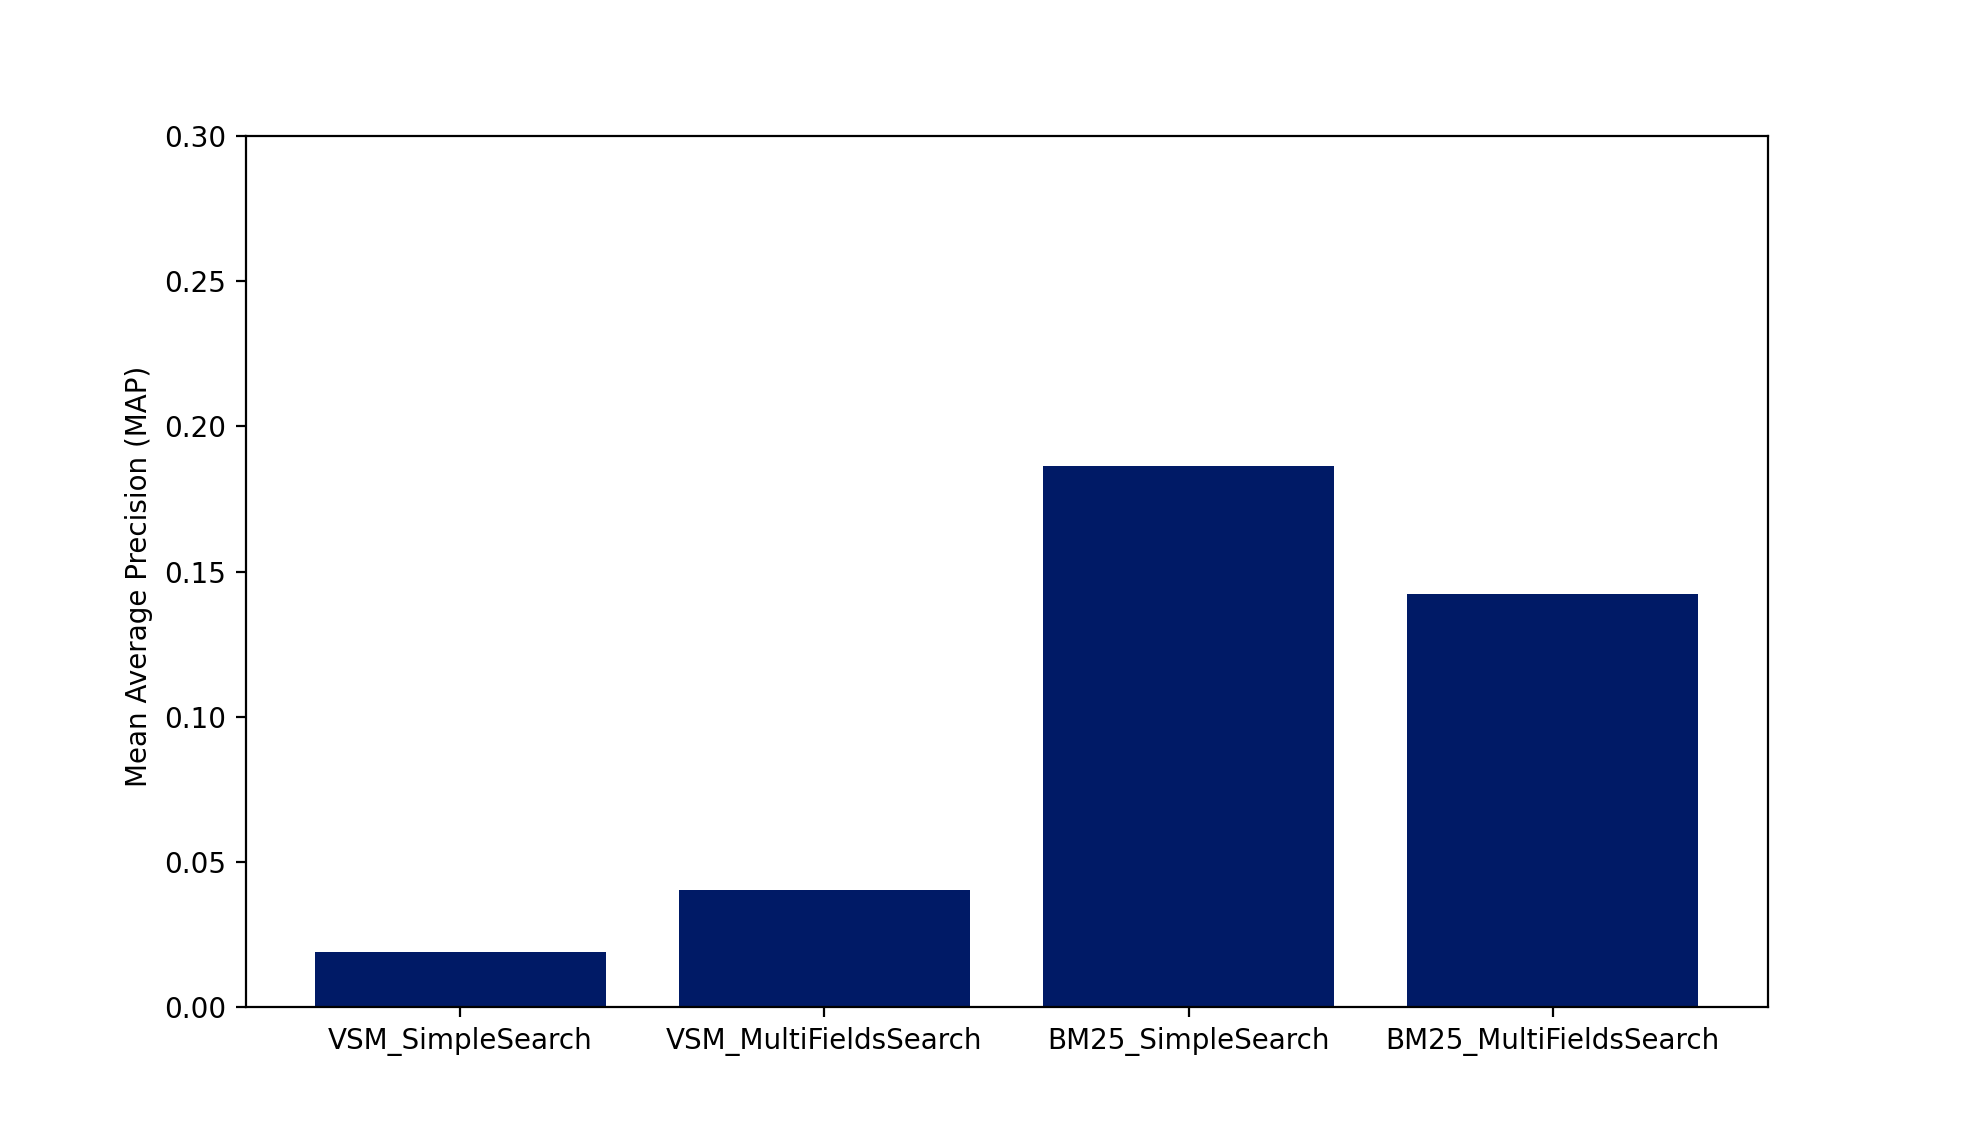 0.30
0.25
0.20
0.15
0.10
0.05
0.00
Mean Average Precision (MAP)
VSM_SimpleSearch
VSM_MultiFieldsSearch
BM25_SimpleSearch
BM25_MultiFieldsSearch